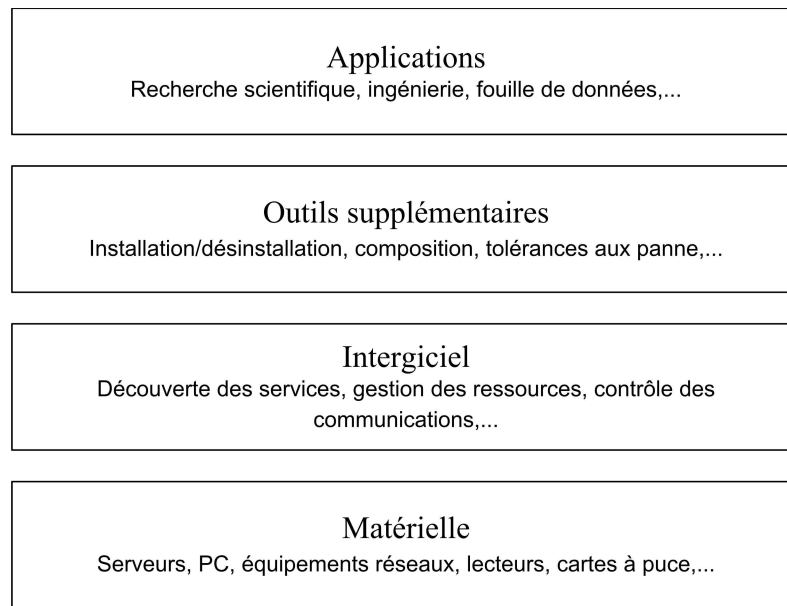 Applications
Recherche scientifique, ingénierie, fouille de données,...
Outils supplémentaires
Installation/désinstallation, composition, tolérances aux panne,...
Intergiciel
Découverte des services, gestion des ressources, contrôle des
communications,...
Matérielle
Serveurs, PC, équipements réseaux, lecteurs, cartes à puce,...